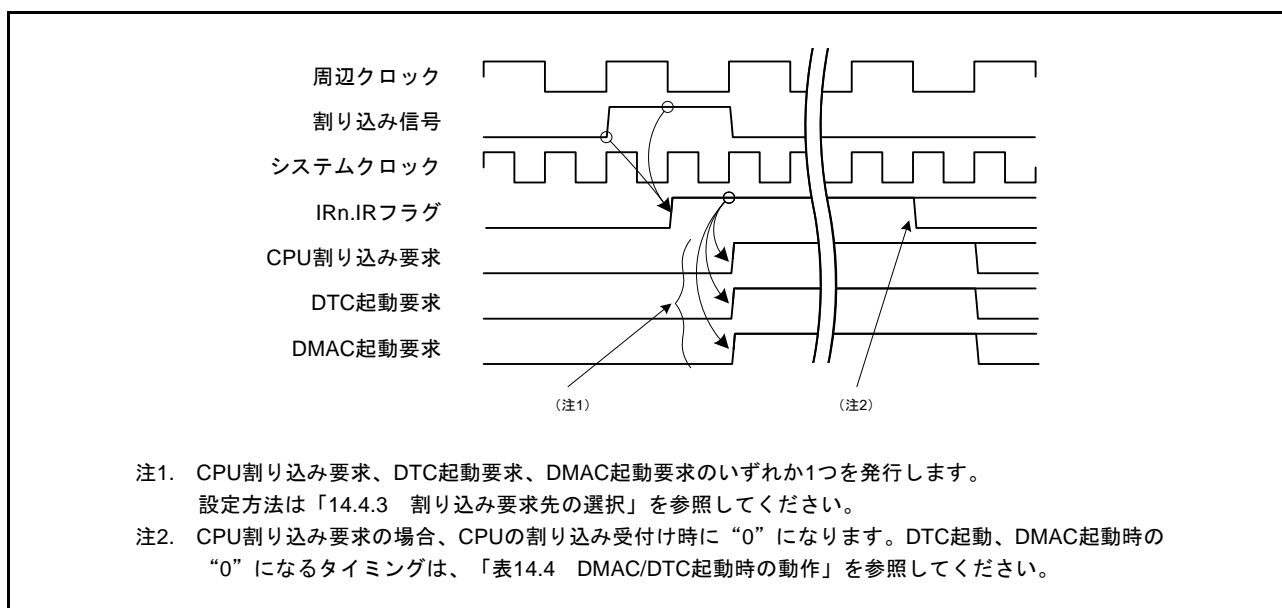 周辺クロック
割り込み信号
システムクロック
IRn.IRフラグ
CPU割り込み要求
DTC起動要求
DMAC起動要求
（注1）
（注2）
注1. CPU割り込み要求、DTC起動要求、DMAC起動要求のいずれか1つを発行します。
設定方法は「14.4.3　割り込み要求先の選択」を参照してください。
注2. CPU割り込み要求の場合、CPUの割り込み受付け時に“0”になります。DTC起動、DMAC起動時の
“0”になるタイミングは、「表14.4　DMAC/DTC起動時の動作」を参照してください。